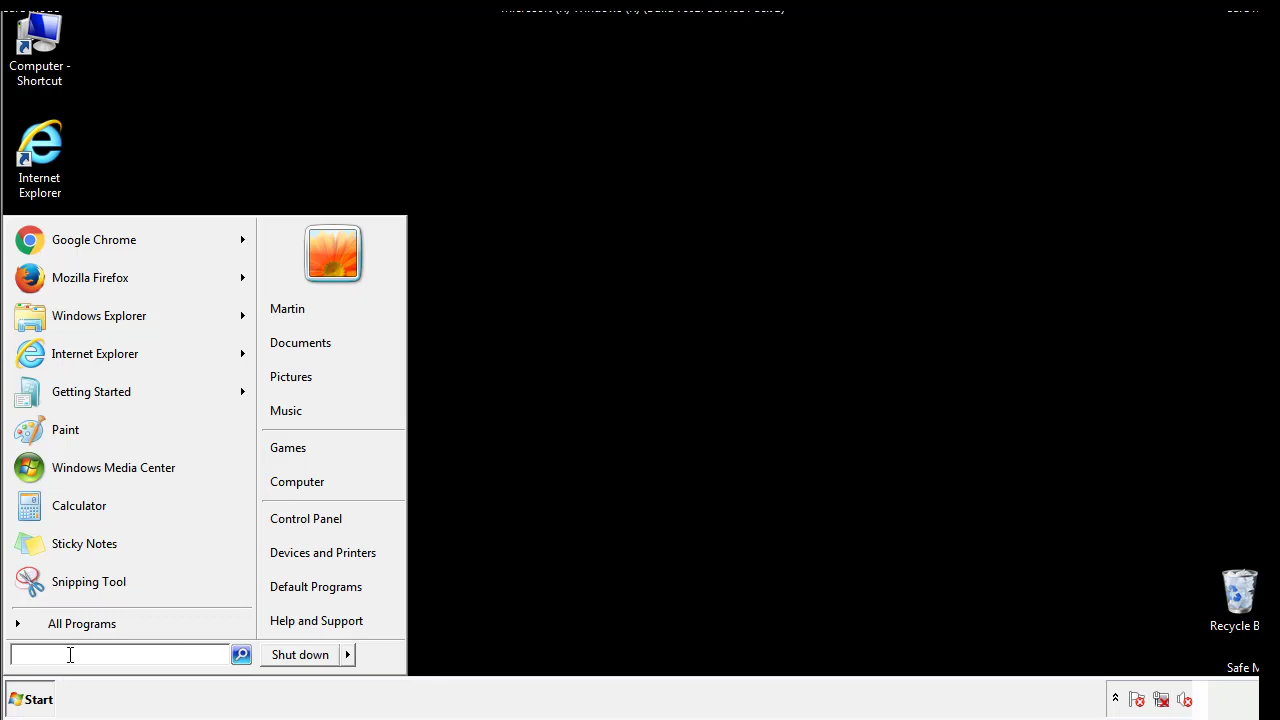 Computer -
Shortcut
Internet
Explorer
Google Chrome
Mozilla Firefox
Windows Explorer
Internet Explorer
Getting Started
Paint
Windows Media Center
Calculator
Sticky Notes
Snipping Tool
All Programs
Martin
Documents
Pictures
Music
Games
Computer
Control Panel
Devices and Printers
Default Programs
Help and Support
Shut down
Recycle B
Safe M
Start